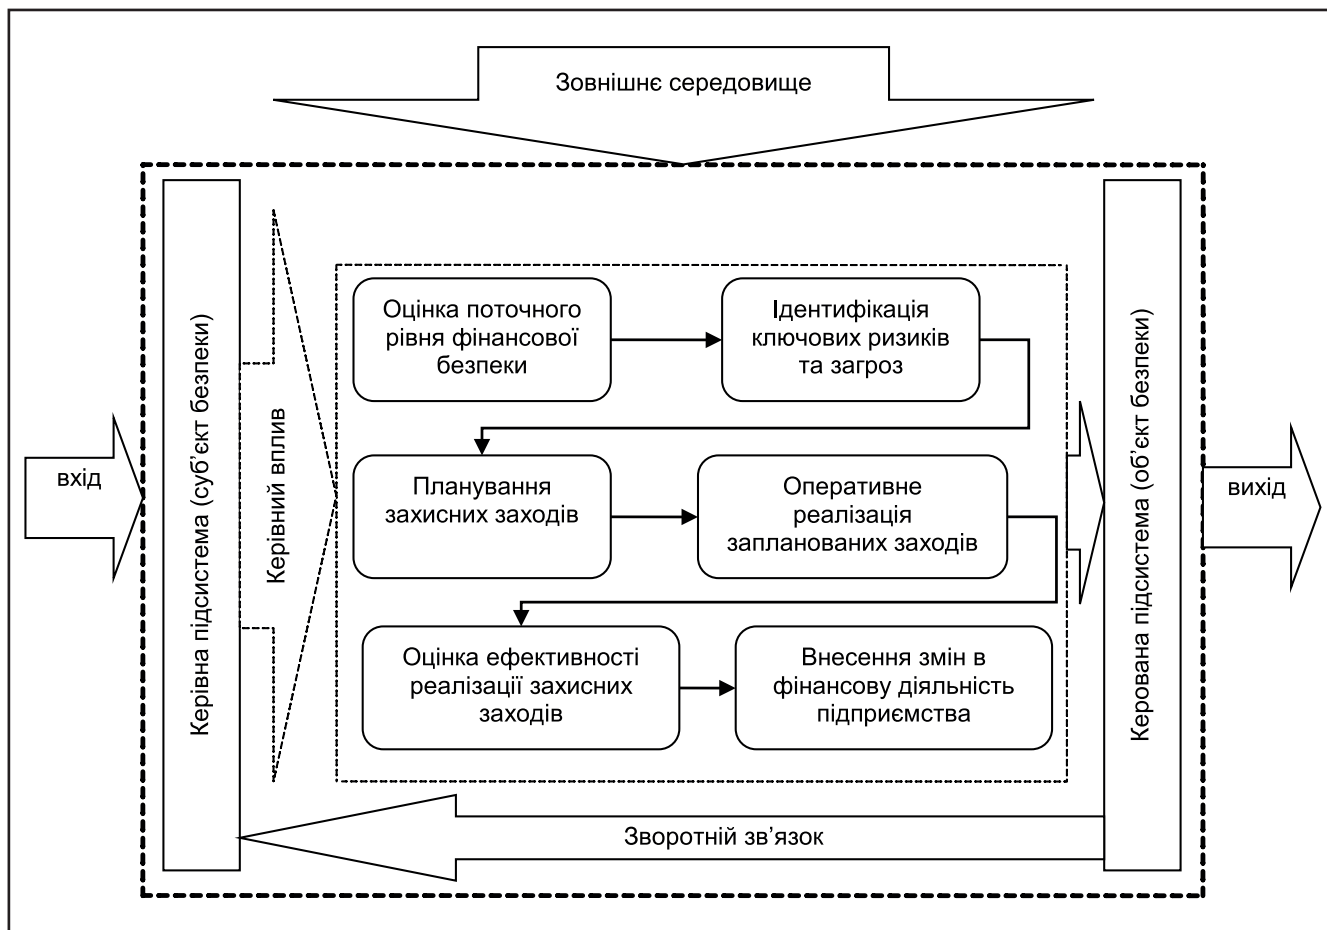 Зовнішнє середовище
вхід
Керівна підсистема (суб’єкт безпеки)
Керівний вплив
Оцінка поточного
рівня фінансової
безпеки
Ідентифікація
ключових ризиків
та загроз
Планування
захисних заходів
Оперативне
реалізація
запланованих заходів
Оцінка ефективності
реалізації захисних
заходів
Внесення змін в
фінансову діяльність
підприємства
Керована підсистема (об’єкт безпеки)
вихід
Зворотній зв’язок